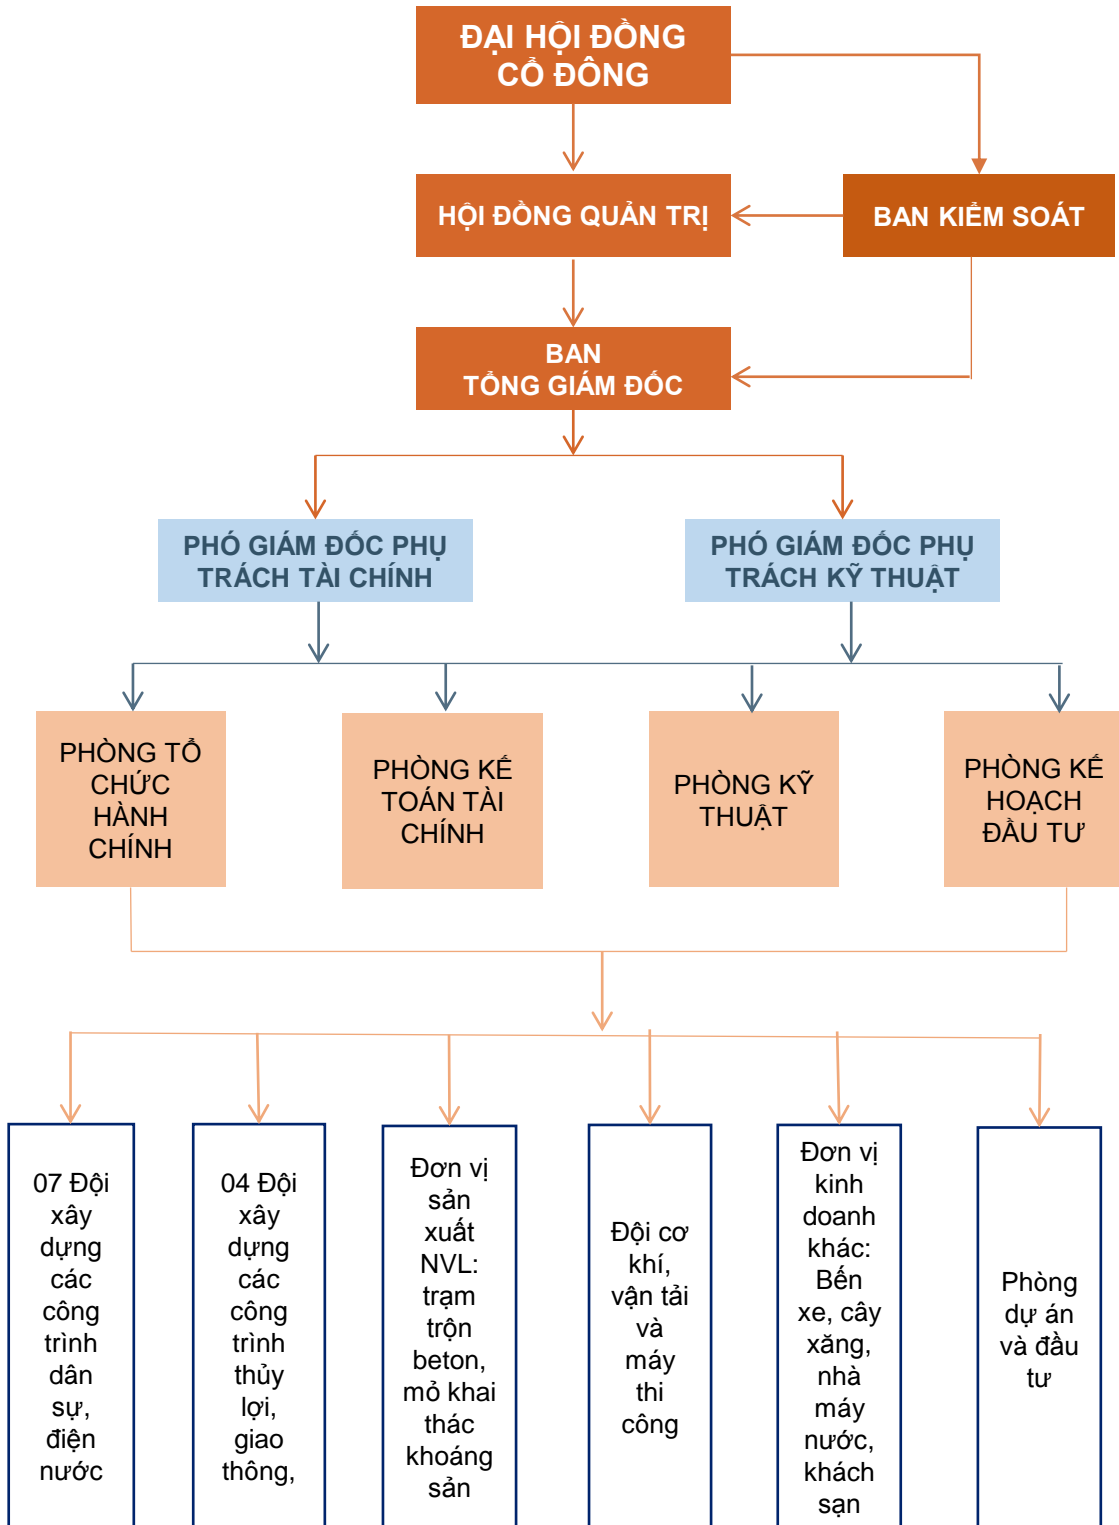 ĐẠI HỘI ĐỒNG
CỔ ĐÔNG
HỘI ĐỒNG QUẢN TRỊ
BAN KIỂM SOÁT
BAN
TỔNG GIÁM ĐỐC
PHÓ GIÁM ĐỐC PHỤ
TRÁCH TÀI CHÍNH
PHÓ GIÁM ĐỐC PHỤ
TRÁCH KỸ THUẬT
PHÒNG TỔ
CHỨC
HÀNH
CHÍNH
PHÒNG KẾ
TOÁN TÀI
CHÍNH
PHÒNG KỸ
THUẬT
PHÒNG KẾ
HOẠCH
ĐẦU TƯ
07 Đội
xây
dựng
các
công
trình
dân
sự,
điện
nước
04 Đội
xây
dựng
các
công
trình
thủy
lợi,
giao
thông,
Đơn vị
sản
xuất
NVL:
trạm
trộn
beton,
mỏ khai
thác
khoáng
sản
Đội cơ
khí,
vận tải
và
máy
thi
công
Đơn vị
kinh
doanh
khác:
Bến
xe, cây
xăng,
nhà
máy
nước,
khách
sạn
Phòng
dự án
và đầu
tư